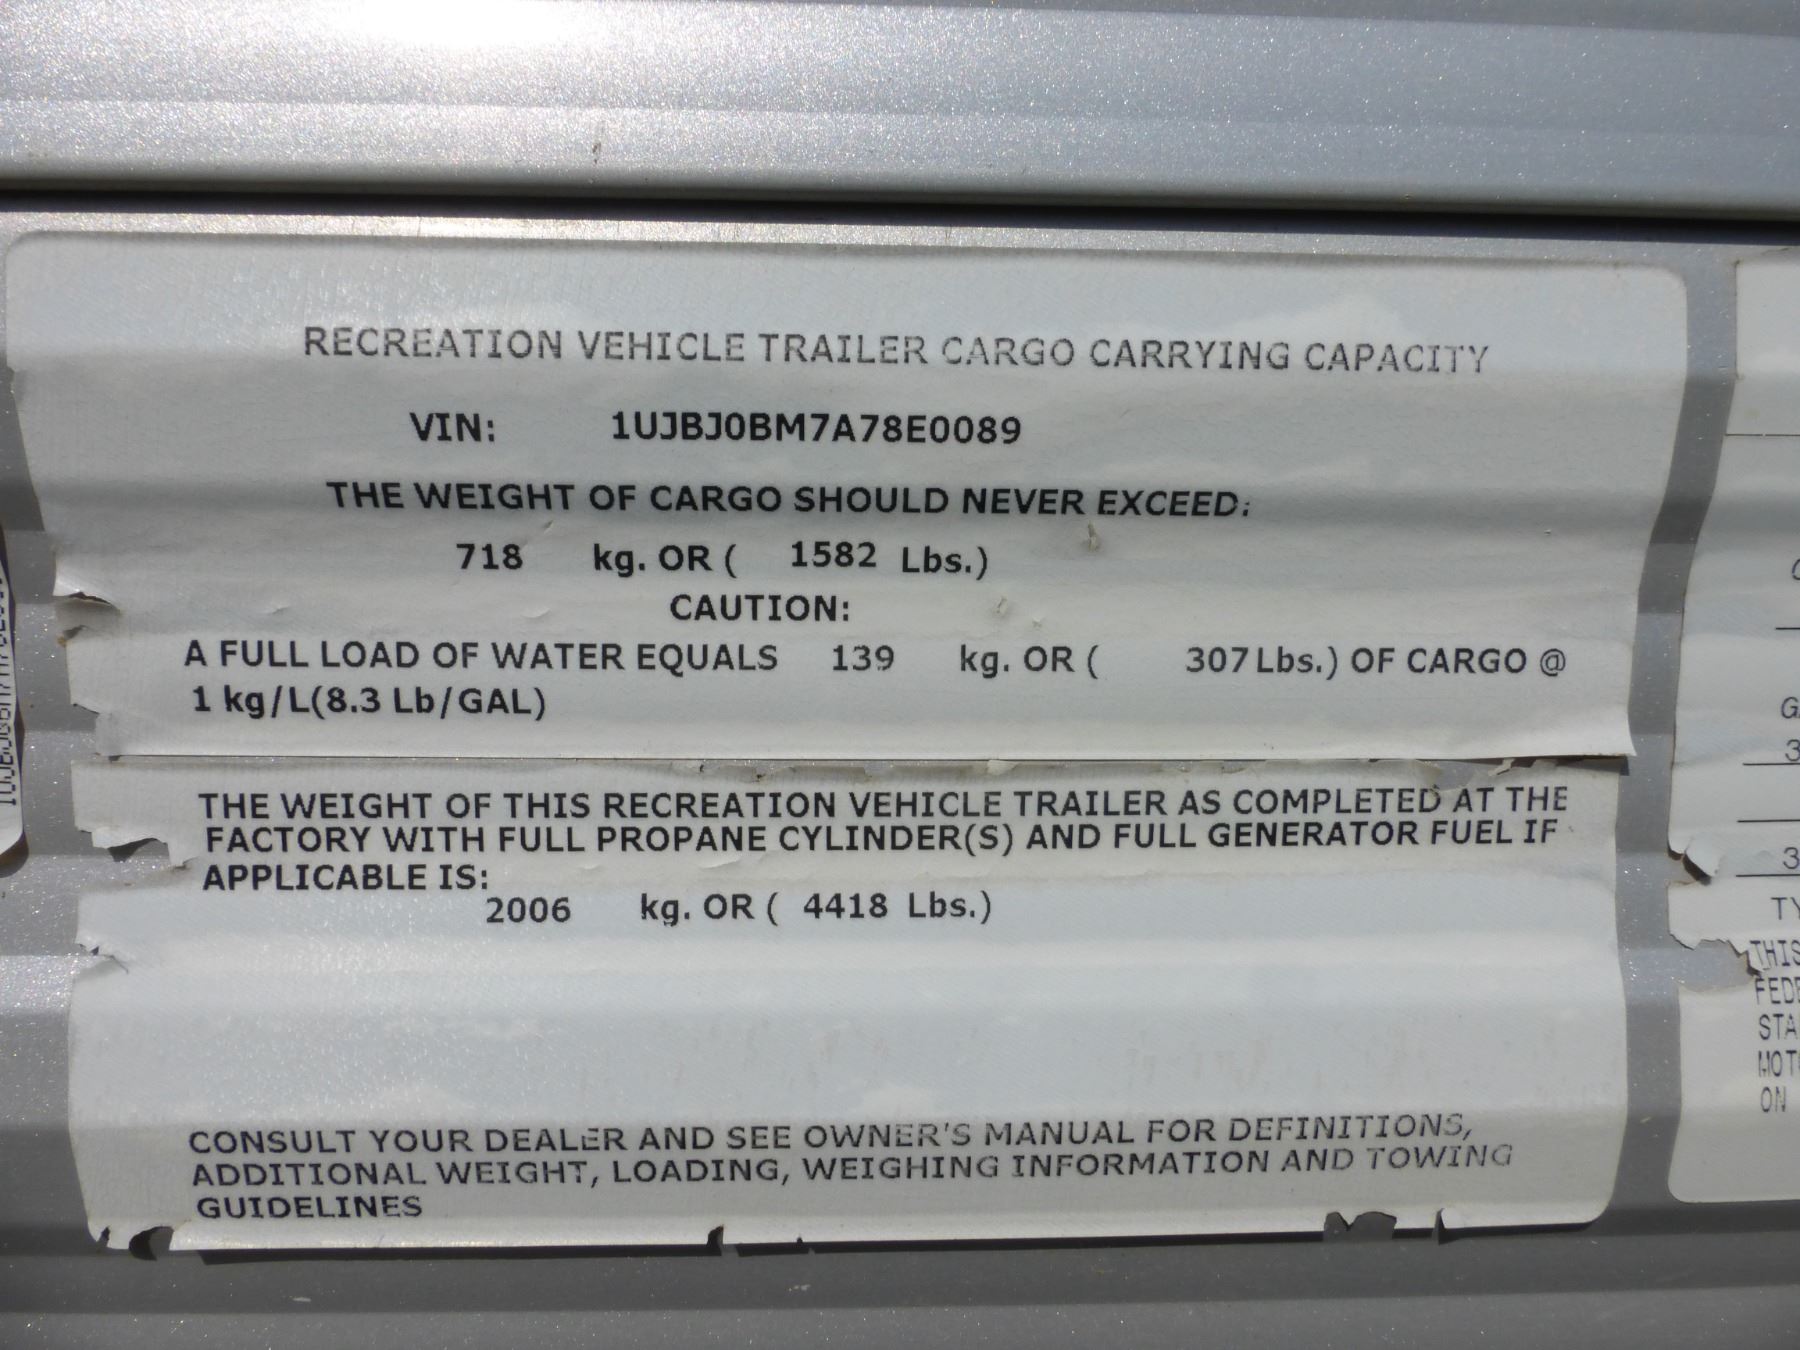 RECREATION VEHICLE TRAILER CARGO CARRYING CAPACITY
VIN: 1UJBJ0BM7A78E0089
THE WEIGHT OF CARGO SHOULD NEVER EXCEED:
718 kg. OR ( 1582 Lbs.)
CAUTION:
A FULL LOAD OF WATER EQUALS 139 kg. OR ( 307 Lbs.) OF CARGO @
1 kg/L(8.3 Lb/GAL)
THE WEIGHT OF THIS RECREATION VEHICLE TRAILER AS COMPLETED AT THE
FACTORY WITH FULL PROPANE CYLINDER(S) AND FULL GENERATOR FUEL IF
APPLICABLE IS:
2006 kg. OR ( 4418 Lbs.)
CONSULT YOUR DEALER AND SEE OWNER'S MANUAL FOR DEFINITIONS,
ADDITIONAL WEIGHT, LOADING, WEIGHING INFORMATION AND TOWING
GUIDELINES
THIS
ON